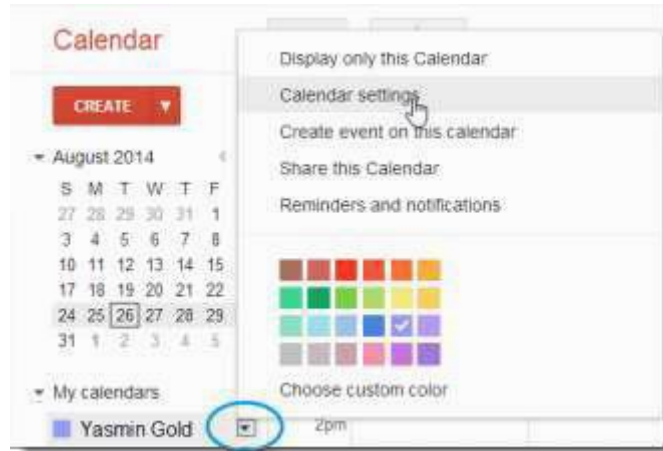 Calendar
CREATE
August 2014
S M T W T F
27 28 29 30 31 1
3 4 5 6 7 8
10 11 12 13 14 15
17 18 19 20 21 22
24 25 26 27 28 29
31 1 2 3 4 5
My calendars
Yasmin Gold
Display only this Calendar
Calendar settings
Create event on this calendar
Share this Calendar
Reminders and notifications
Choose custom color
2pm